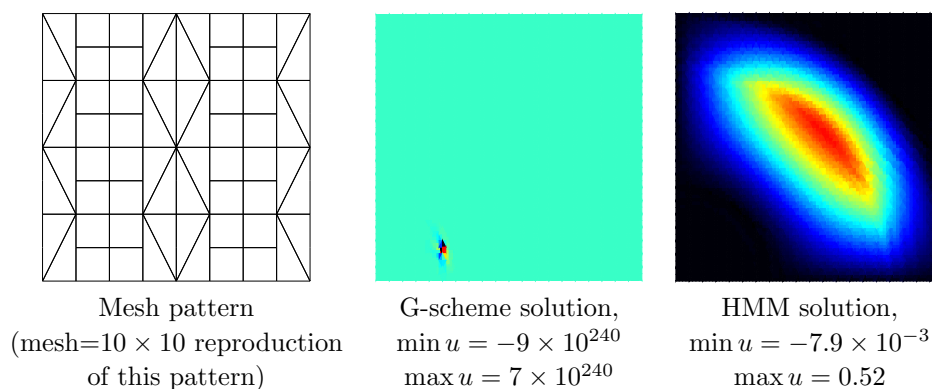 Mesh pattern
(mesh=10 × 10 reproduction
of this pattern)
G-scheme solution,
min u = −9 × 10^240
max u = 7 × 10^240
HMM solution,
min u = −7.9 × 10^−3
max u = 0.52